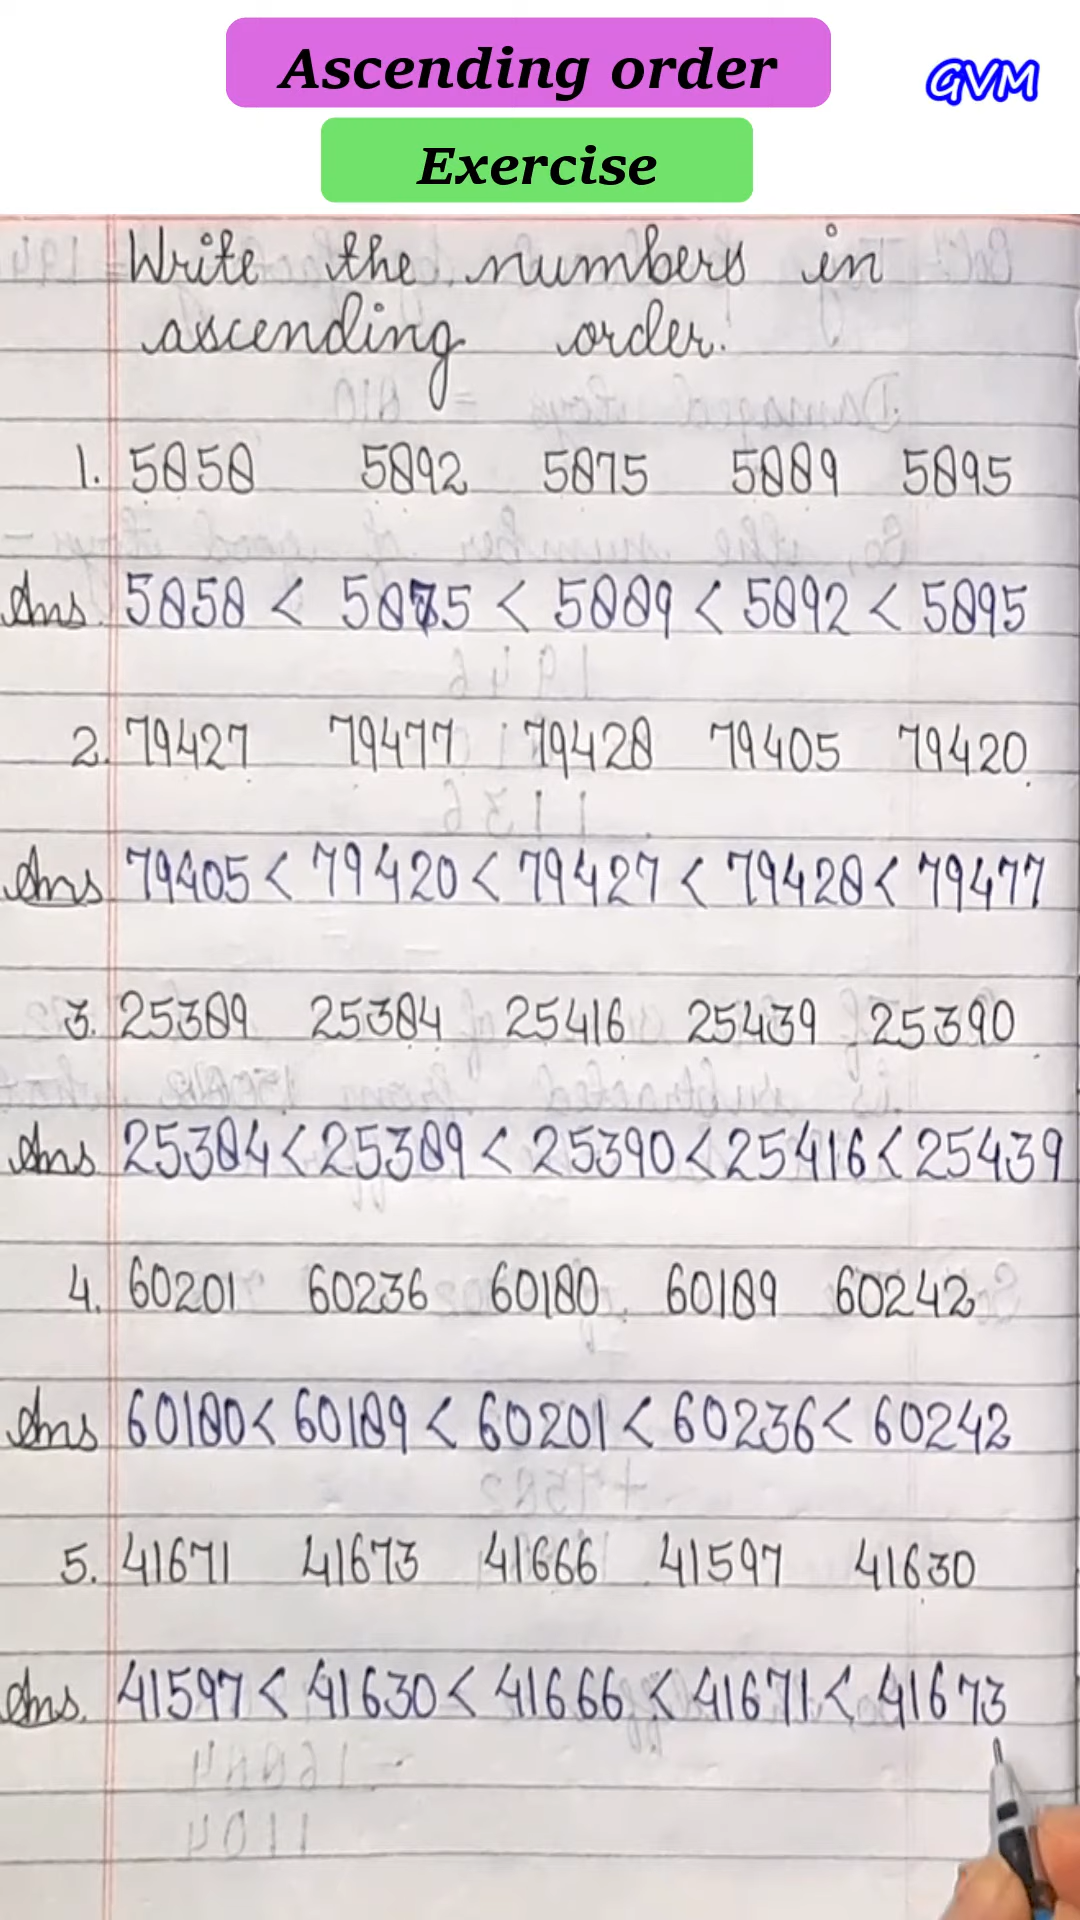 Ascending order
GVM
Exercise
Write the numbers in
ascending order.
1. 5858 5892 5875 5889 5895
Ans. 5858 < 5875 < 5889 < 5892 < 5895
2. 79427 79477 79428 79405 79420
Ans 79405 < 79420 < 79427 < 79428 < 79477
3. 25389 25384 25416 25439 25390
Ans 25384 < 25389 < 25390 < 25416 < 25439
4. 60201 60236 60180 60189 60242
Ans 60180 < 60189 < 60201 < 60236 < 60242
5. 41671 41673 41666 41597 41630
Ans. 41597 < 41630 < 41666 < 41671 < 41673